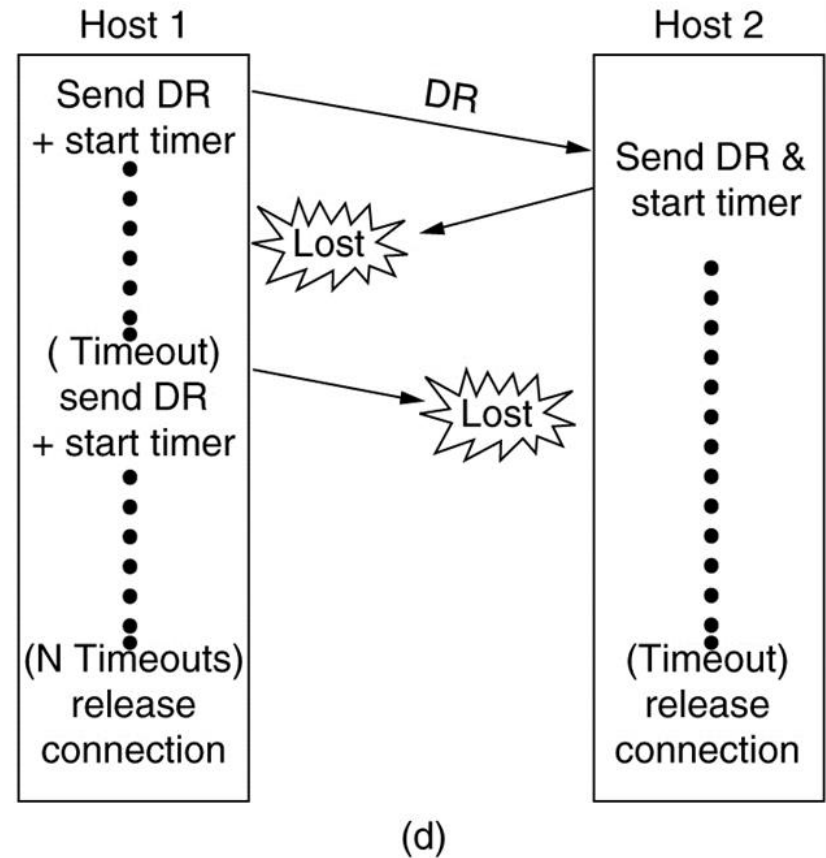 Host 1
Host 2
Send DR
+ start timer
DR
Send DR &
start timer
Lost
( Timeout)
send DR
+ start timer
Lost
(N Timeouts)
release
connection
(Timeout)
release
connection
(d)